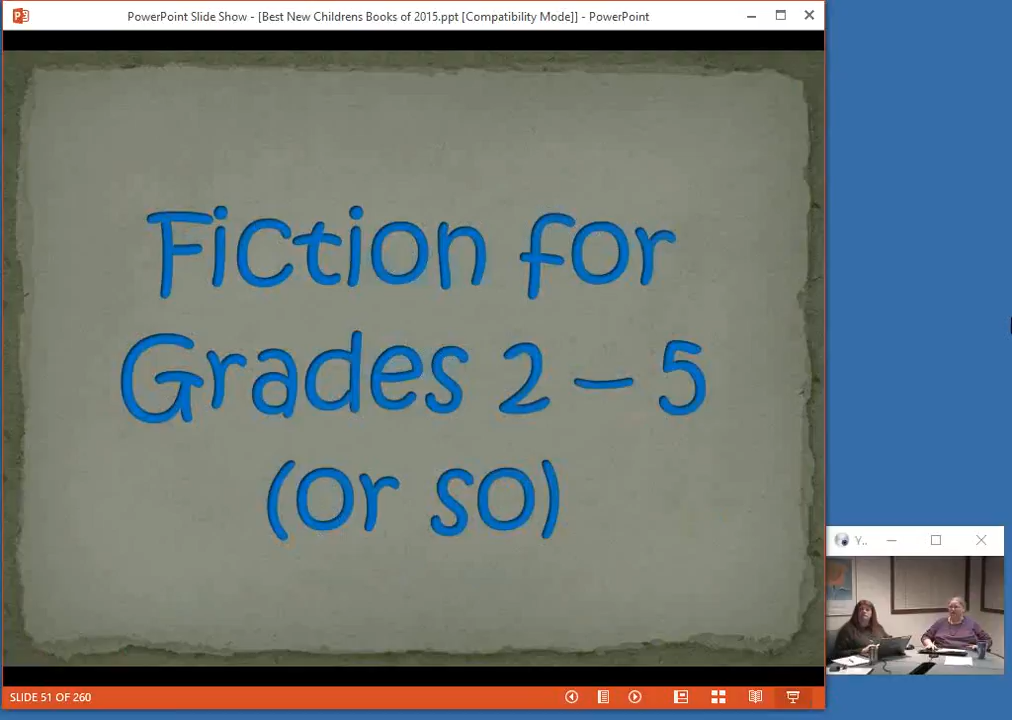 PowerPoint Slide Show - [Best New Childrens Books of 2015.ppt [Compatibility Mode]] - PowerPoint
Fiction for
Grades 2 – 5
(or so)
Y..
SLIDE 51 OF 260